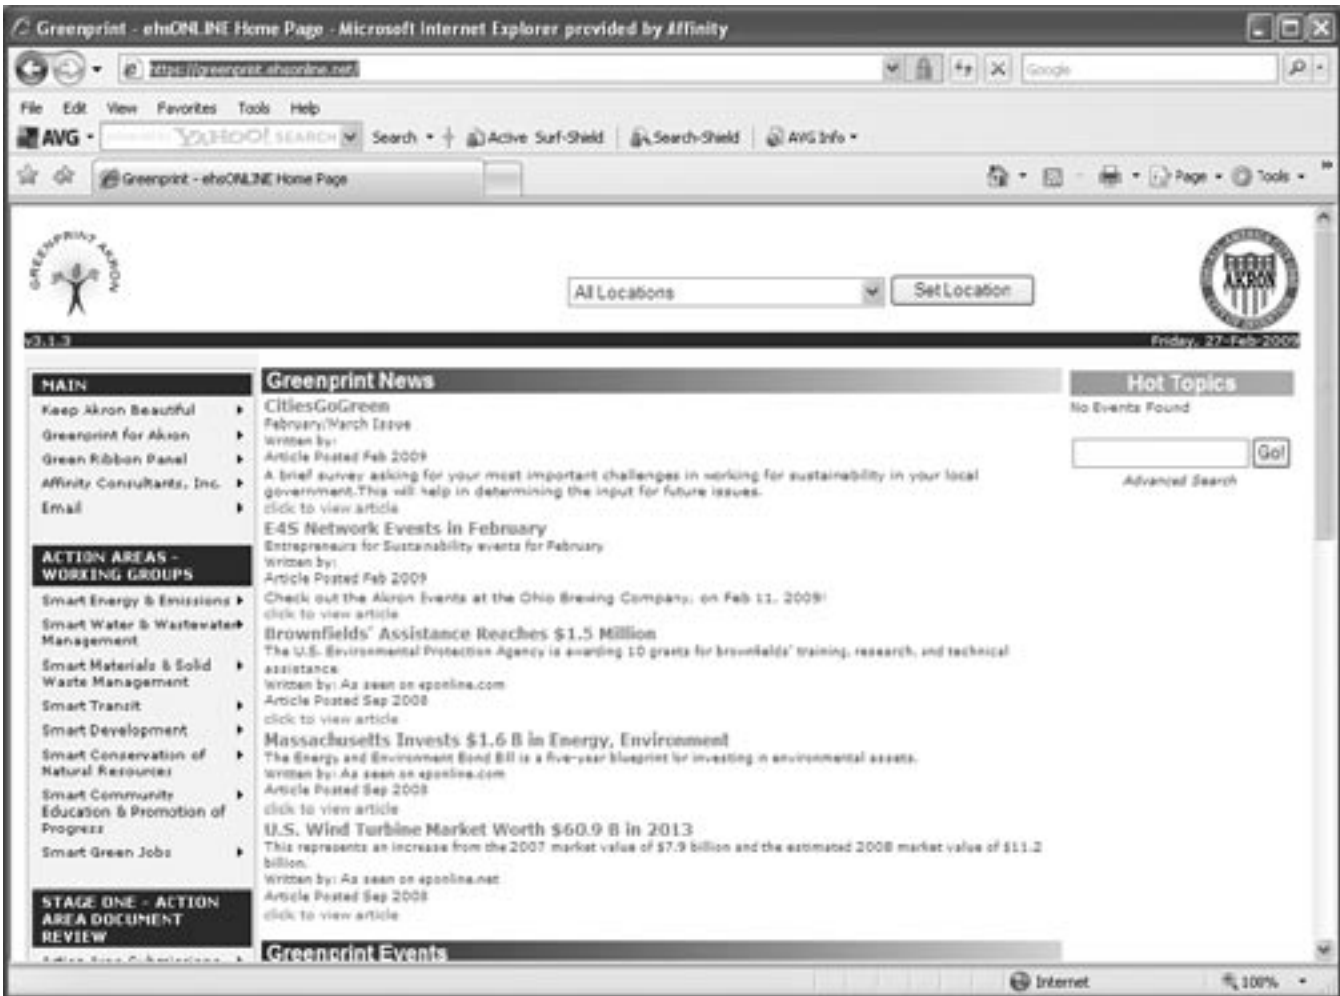 Greenprint - ehsONLINE Home Page - Microsoft Internet Explorer provided by Affinity
https://greenprint.ehsonline.net/
Google
File Edit View Favorites Tools Help
AVG YAHOO! SEARCH Search Active Surf-Shield Search-Shield AVG Info
Greenprint - ehsONLINE Home Page
Page Tools
GREENPRINT AKRON
AKRON
All Locations
Set Location
v3.1.3
Friday, 27-Feb-2009
MAIN
Keep Akron Beautiful
Greenprint for Akron
Green Ribbon Panel
Affinity Consultants, Inc.
Email
ACTION AREAS -
WORKING GROUPS
Smart Energy & Emissions
Smart Water & Wastewater
Management
Smart Materials & Solid
Waste Management
Smart Transit
Smart Development
Smart Conservation of
Natural Resources
Smart Community
Education & Promotion of
Progress
Smart Green Jobs
STAGE ONE - ACTION
AREA DOCUMENT
REVIEW
Greenprint News
CitiesGoGreen
February/March Issue
Written by:
Article Posted Feb 2009
A brief survey asking for your most important challenges in working for sustainability in your local
government.This will help in determining the input for future issues.
click to view article
E4S Network Events in February
Entrepreneurs for Sustainability events for February
Written by:
Article Posted Feb 2009
Check out the Akron Events at the Ohio Brewing Company, on Feb 11, 2009!
click to view article
Brownfields' Assistance Reaches $1.5 Million
The U.S. Environmental Protection Agency is awarding 10 grants for brownfields' training, research, and technical
assistance.
Written by: As seen on eponline.com
Article Posted Sep 2008
click to view article
Massachusetts Invests $1.6 B in Energy, Environment
The Energy and Environment Bond Bill is a five-year blueprint for investing in environmental assets.
Written by: As seen on eponline.com
Article Posted Sep 2008
click to view article
U.S. Wind Turbine Market Worth $60.9 B in 2013
This represents an increase from the 2007 market value of $7.9 billion and the estimated 2008 market value of $11.2
billion.
Written by: As seen on eponline.net
Article Posted Sep 2008
click to view article
Greenprint Events
Hot Topics
No Events Found
Go!
Advanced Search
Internet
100%